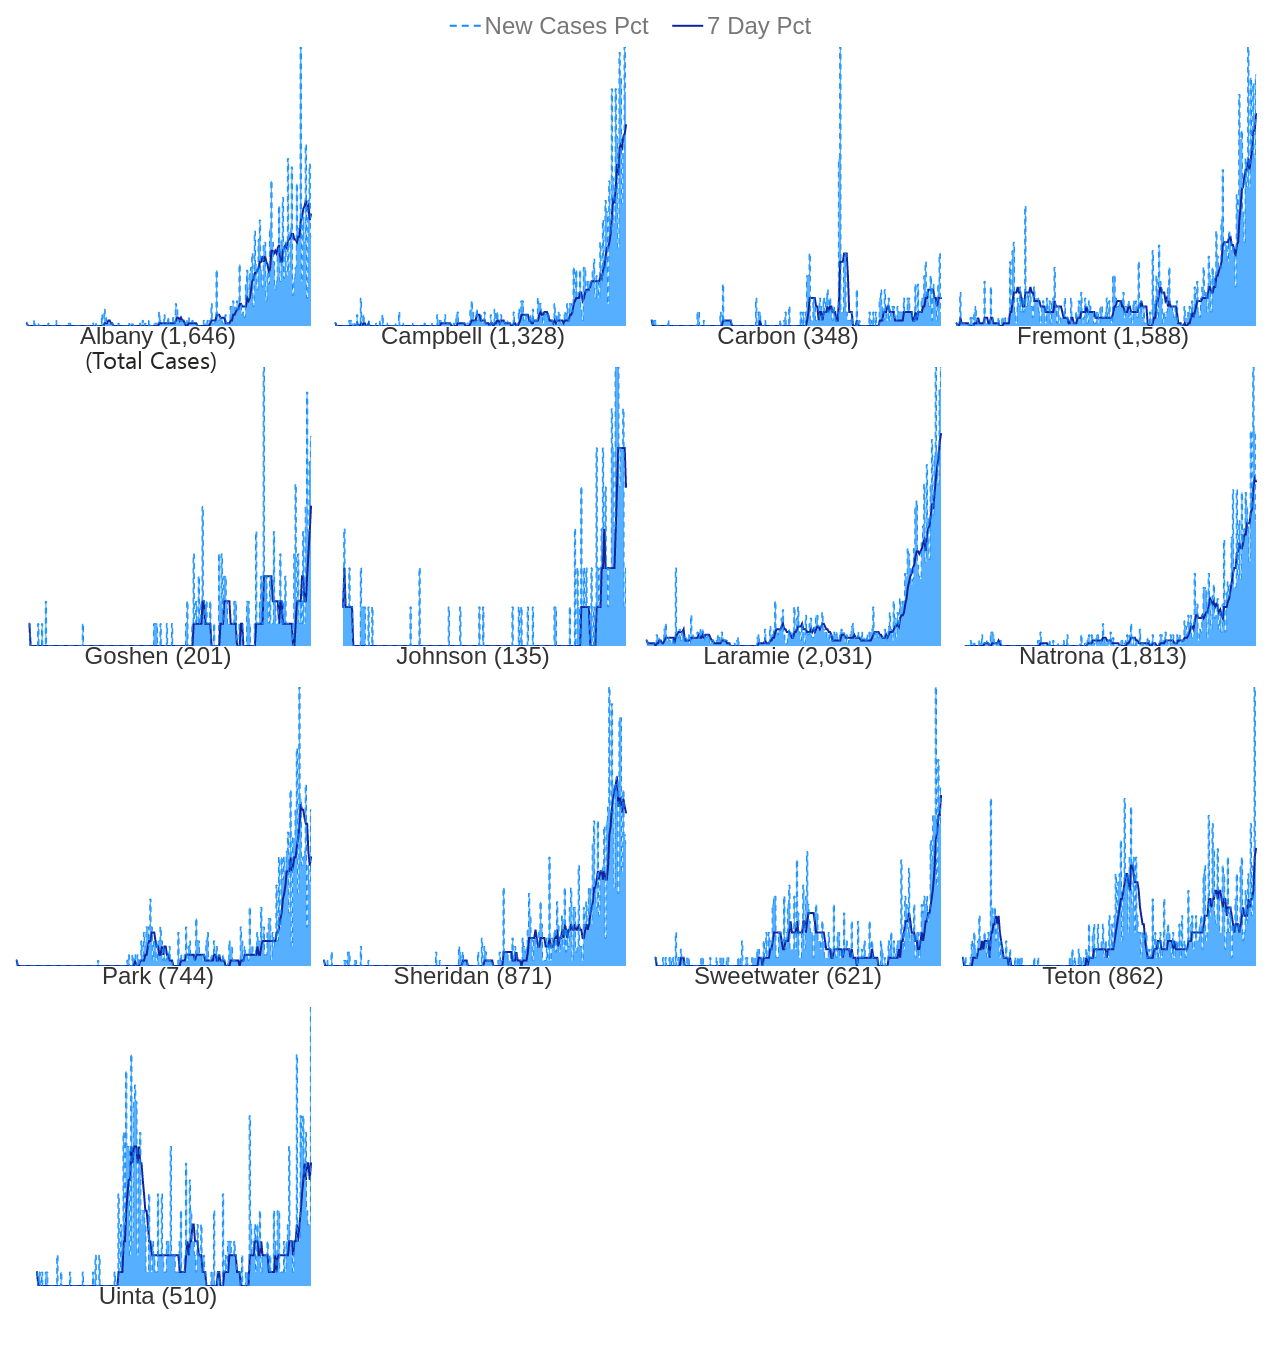 New Cases Pct   7 Day Pct
Albany (1,646)   Campbell (1,328)   Carbon (348)   Fremont (1,588)
(Total Cases)
Goshen (201)   Johnson (135)   Laramie (2,031)   Natrona (1,813)
Park (744)   Sheridan (871)   Sweetwater (621)   Teton (862)
Uinta (510)